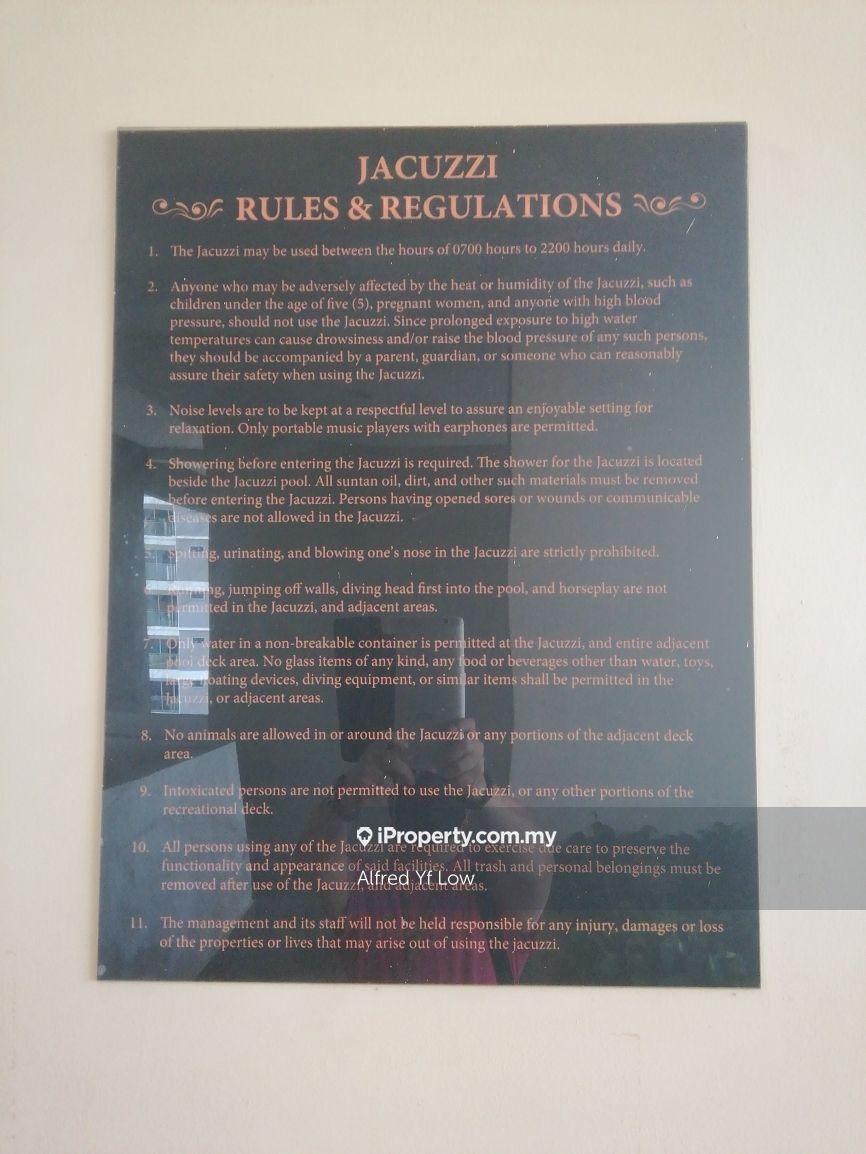 JACUZZI
RULES & REGULATIONS
1. The Jacuzzi may be used between the hours of 0700 hours to 2200 hours daily.
2. Anyone who may be adversely affected by the heat or humidity of the Jacuzzi, such as
children under the age of five (5), pregnant women, and anyone with high blood
pressure, should not use the Jacuzzi. Since prolonged exposure to high water
temperatures can cause drowsiness and/or raise the blood pressure of any such persons,
they should be accompanied by a parent, guardian, or someone who can reasonably
assure their safety when using the Jacuzzi.
3. Noise levels are to be kept at a respectful level to assure an enjoyable setting for
relaxation. Only portable music players with earphones are permitted.
4. Showering before entering the Jacuzzi is required. The shower for the Jacuzzi is located
beside the Jacuzzi pool. All suntan oil, dirt, and other such materials must be removed
before entering the Jacuzzi. Persons having opened sores or wounds or communicable
diseases are not allowed in the Jacuzzi.
5. Spitting, urinating, and blowing one's nose in the Jacuzzi are strictly prohibited.
6. Running, jumping off walls, diving head first into the pool, and horseplay are not
permitted in the Jacuzzi, and adjacent areas.
7. Only water in a non-breakable container is permitted at the Jacuzzi, and entire adjacent
pool deck area. No glass items of any kind, any food or beverages other than water, toys,
large floating devices, diving equipment, or similar items shall be permitted in the
Jacuzzi, or adjacent areas.
8. No animals are allowed in or around the Jacuzzi or any portions of the adjacent deck
area.
9. Intoxicated persons are not permitted to use the Jacuzzi, or any other portions of the
recreational deck.
10. All persons using any of the Jacuzzi are required to exercise due care to preserve the
functionality and appearance of said facilities. All trash and personal belongings must be
removed after use of the Jacuzzi, and adjacent areas.
11. The management and its staff will not be held responsible for any injury, damages or loss
of the properties or lives that may arise out of using the jacuzzi.
iProperty.com.my
Alfred Yf Low